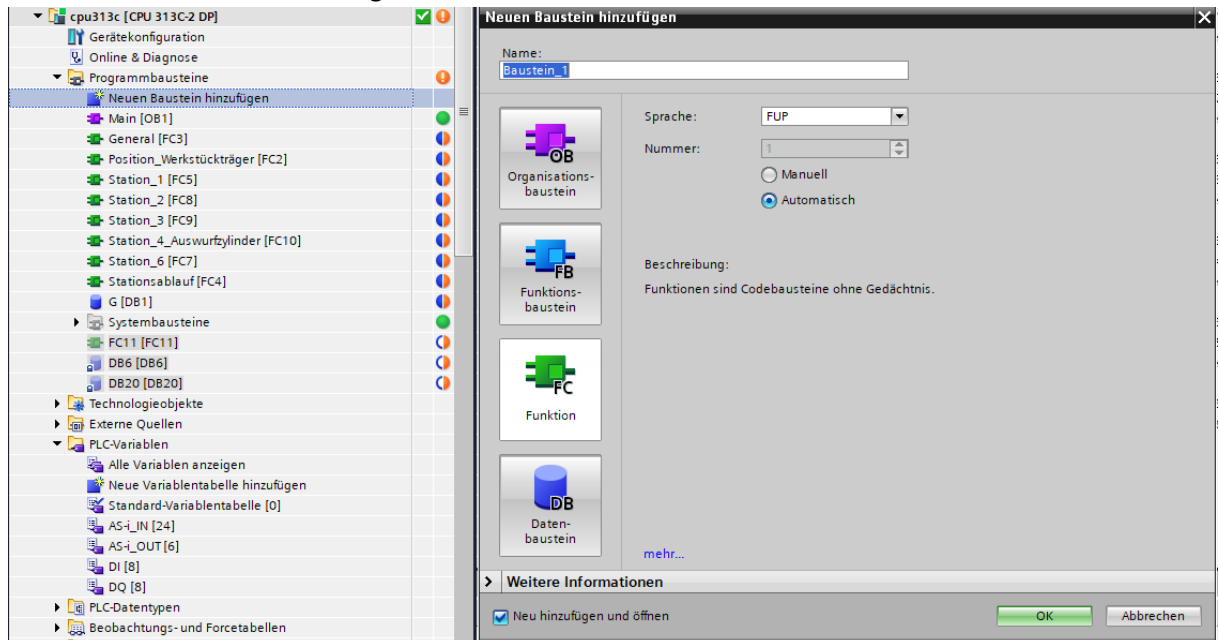 cpu313c [CPU 313C-2 DP]
Gerätekonfiguration
Online & Diagnose
Programmbausteine
Neuen Baustein hinzufügen
Main [OB1]
General [FC3]
Position_Werkstückträger [FC2]
Station_1 [FC5]
Station_2 [FC8]
Station_3 [FC9]
Station_4_Auswurfzylinder [FC10]
Station_6 [FC7]
Stationsablauf [FC4]
G [DB1]
Systembausteine
FC11 [FC11]
DB6 [DB6]
DB20 [DB20]
Technologieobjekte
Externe Quellen
PLC-Variablen
Alle Variablen anzeigen
Neue Variablentabelle hinzufügen
Standard-Variablentabelle [0]
AS-i_IN [24]
AS-i_OUT [6]
DI [8]
DQ [8]
PLC-Datentypen
Beobachtungs- und Forcetabellen
Neuen Baustein hinzufügen
Name:
Baustein_1
OB
Organisations-
baustein
FB
Funktions-
baustein
FC
Funktion
DB
Daten-
baustein
Sprache: FUP
Nummer: 1
Manuell
Automatisch
Beschreibung:
Funktionen sind Codebausteine ohne Gedächtnis.
mehr...
Weitere Informationen
Neu hinzufügen und öffnen
OK Abbrechen